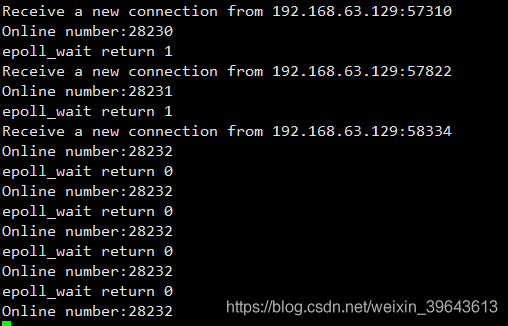 Receive a new connection from 192.168.63.129:57310
Online number:28230
epoll_wait return 1
Receive a new connection from 192.168.63.129:57822
Online number:28231
epoll_wait return 1
Receive a new connection from 192.168.63.129:58334
Online number:28232
epoll_wait return 0
Online number:28232
epoll_wait return 0
Online number:28232
epoll_wait return 0
Online number:28232
epoll_wait return 0
Online number:28232
https://blog.csdn.net/weixin_39643613